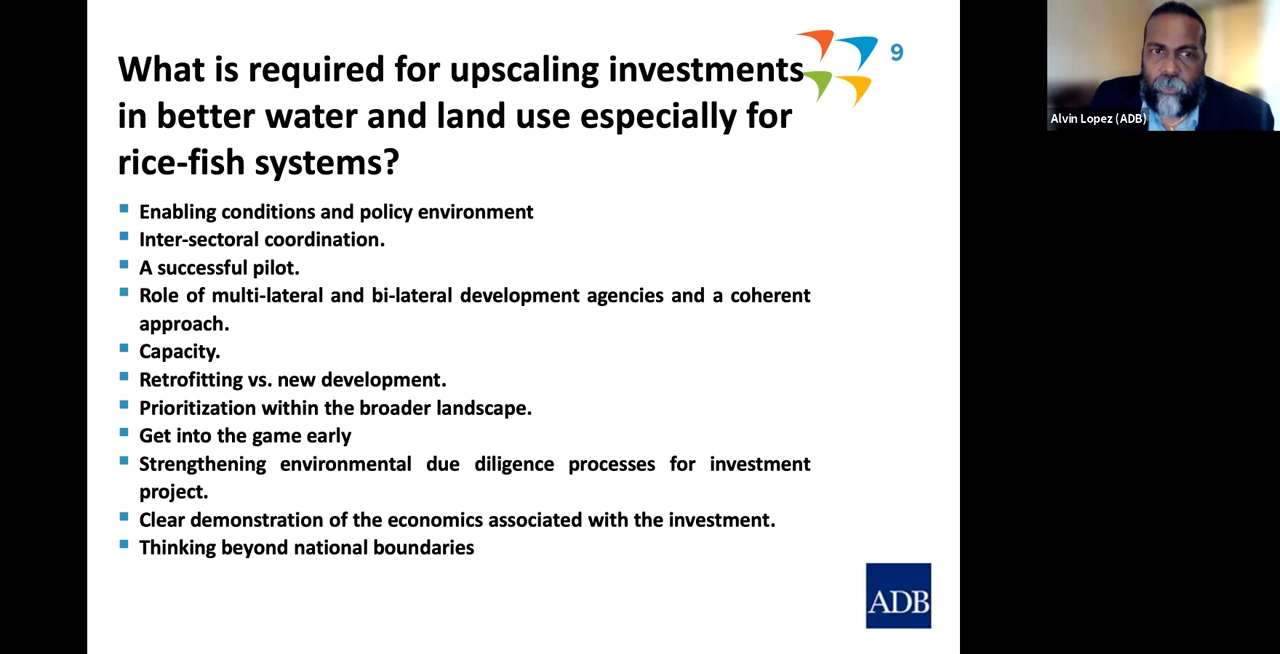 What is required for upscaling investments
in better water and land use especially for
rice-fish systems?
9
Enabling conditions and policy environment
Inter-sectoral coordination.
A successful pilot.
Role of multi-lateral and bi-lateral development agencies and a coherent
approach.
Capacity.
Retrofitting vs. new development.
Prioritization within the broader landscape.
Get into the game early
Strengthening environmental due diligence processes for investment
project.
Clear demonstration of the economics associated with the investment.
Thinking beyond national boundaries
ADB
Alvin Lopez (ADB)